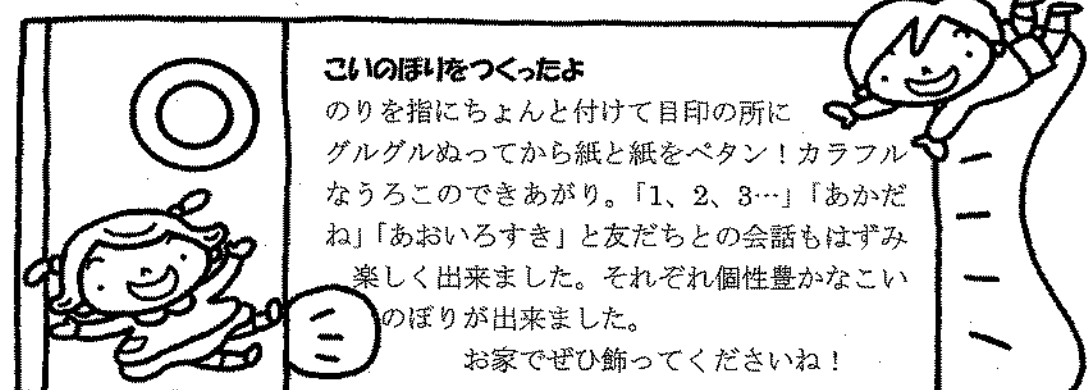 こいのぼりをつくったよ
のりを指にちょんと付けて目印の所に
グルグルぬってから紙と紙をペタン！カラフル
なうろこのできあがり。「1、2、3…」「あかだ
ね」「あおいろすき」と友だちとの会話もはずみ
楽しく出来ました。それぞれ個性豊かなこい
のぼりが出来ました。
お家でぜひ飾ってくださいね！